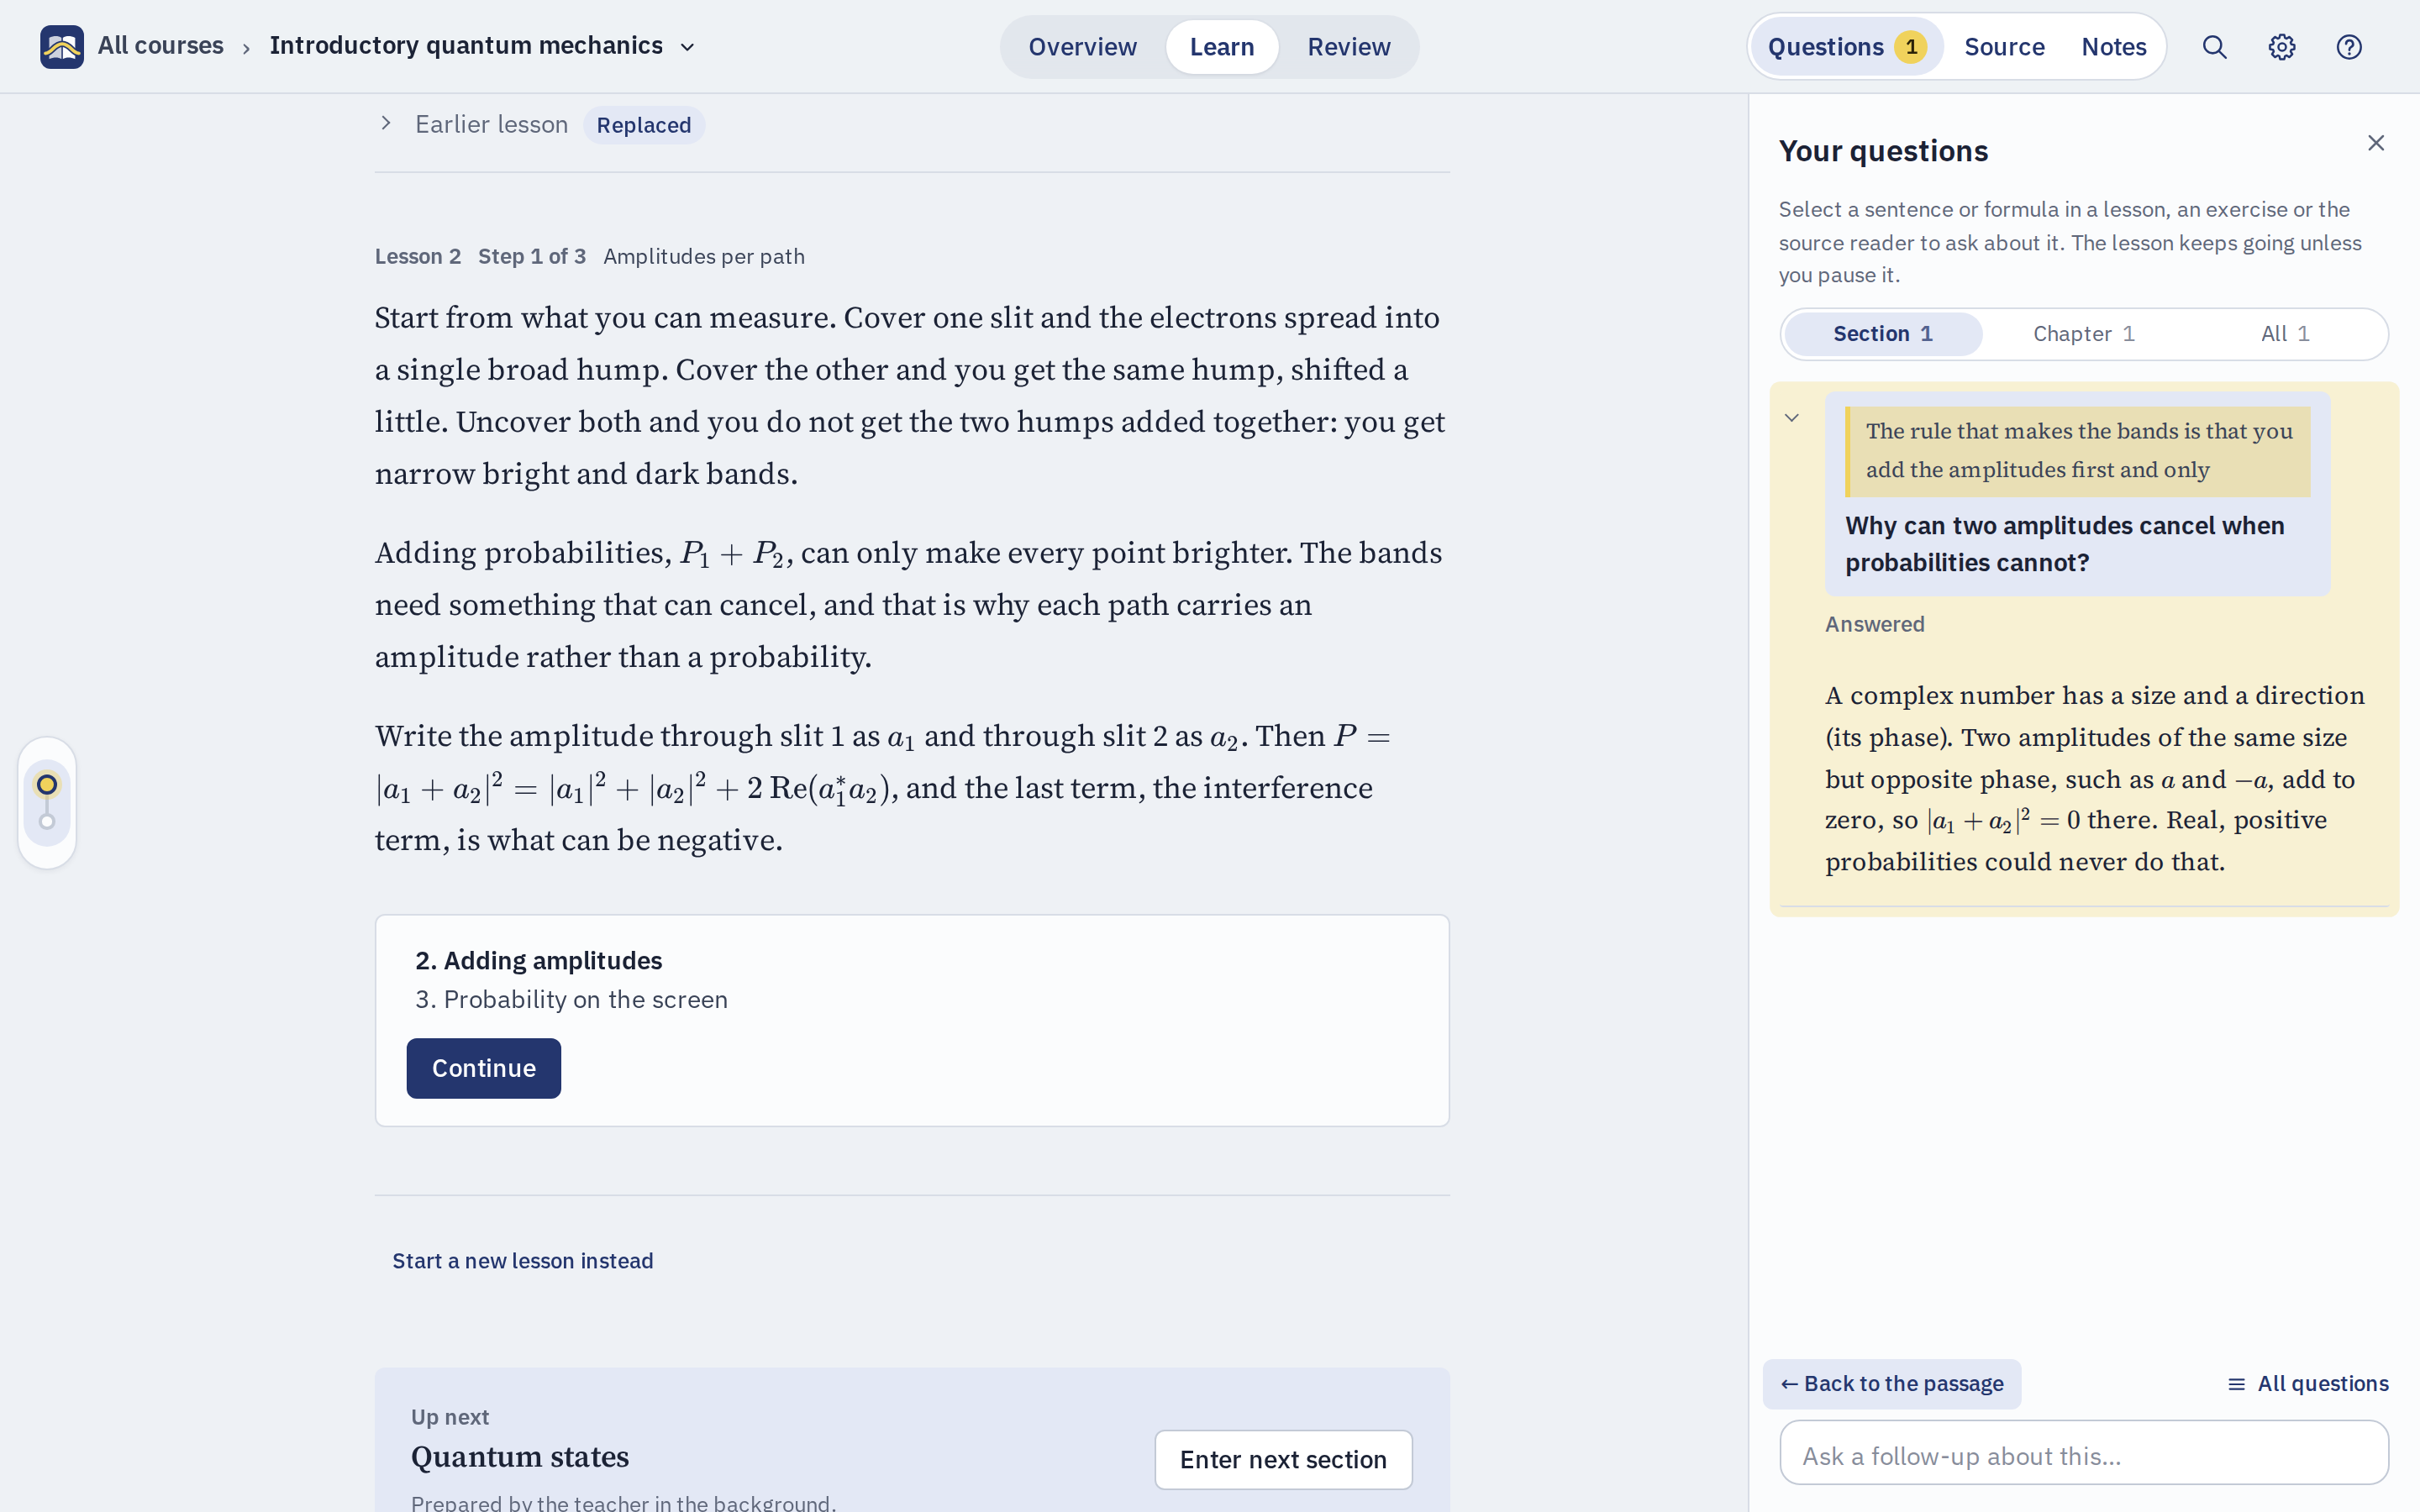 All courses › Introductory quantum mechanics
Overview Learn Review
Questions 1 Source Notes
Earlier lesson Replaced
Lesson 2 Step 1 of 3 Amplitudes per path
Start from what you can measure. Cover one slit and the electrons spread into
a single broad hump. Cover the other and you get the same hump, shifted a
little. Uncover both and you do not get the two humps added together: you get
narrow bright and dark bands.
Adding probabilities, P₁ + P₂, can only make every point brighter. The bands
need something that can cancel, and that is why each path carries an
amplitude rather than a probability.
Write the amplitude through slit 1 as a₁ and through slit 2 as a₂. Then P =
|a₁ + a₂|² = |a₁|² + |a₂|² + 2 Re(a₁*a₂), and the last term, the interference
term, is what can be negative.
2. Adding amplitudes
3. Probability on the screen
Continue
Start a new lesson instead
Up next
Quantum states
Enter next section
Prepared by the teacher in the background.
Your questions
Select a sentence or formula in a lesson, an exercise or the
source reader to ask about it. The lesson keeps going unless
you pause it.
Section 1 Chapter 1 All 1
The rule that makes the bands is that you
add the amplitudes first and only
Why can two amplitudes cancel when
probabilities cannot?
Answered
A complex number has a size and a direction
(its phase). Two amplitudes of the same size
but opposite phase, such as a and −a, add to
zero, so |a₁ + a₂|² = 0 there. Real, positive
probabilities could never do that.
← Back to the passage
All questions
Ask a follow-up about this...